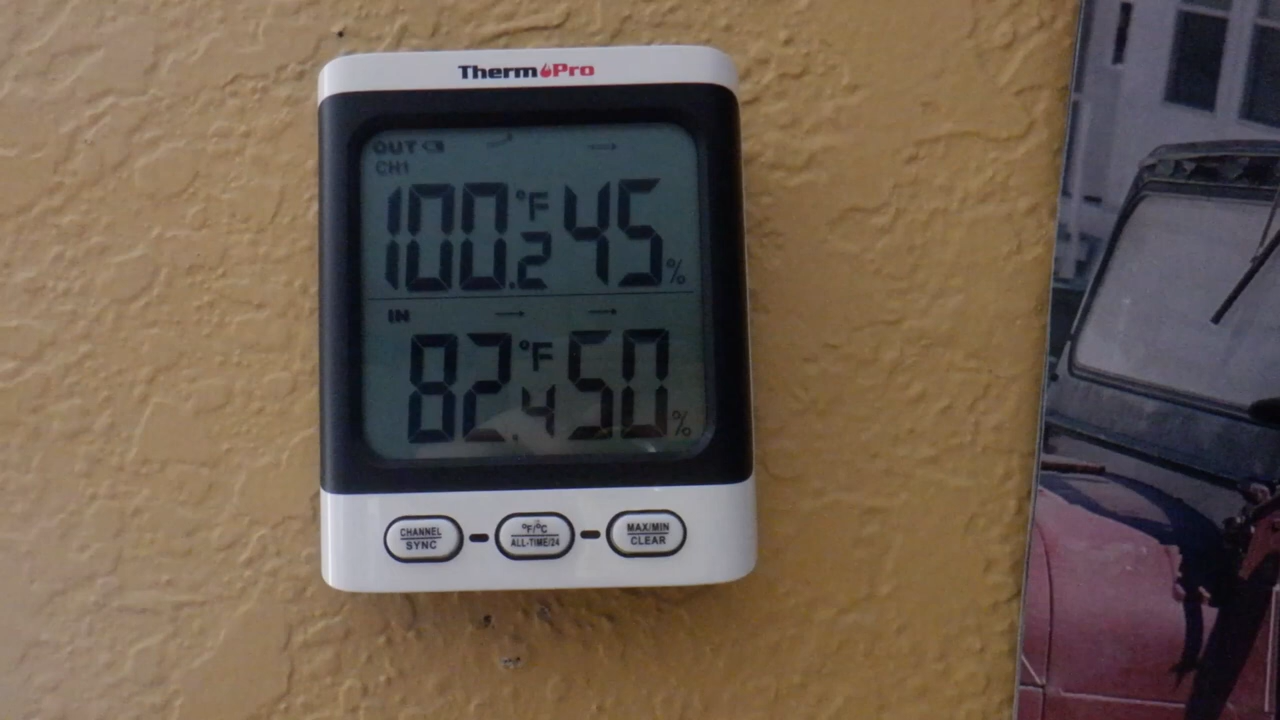 ThermoPro
OUT
CH1
100.2 °F 45 %
IN
82.4 °F 50 %
CHANNEL
SYNC
°F/°C
ALL-TIME/24
MAX/MIN
CLEAR